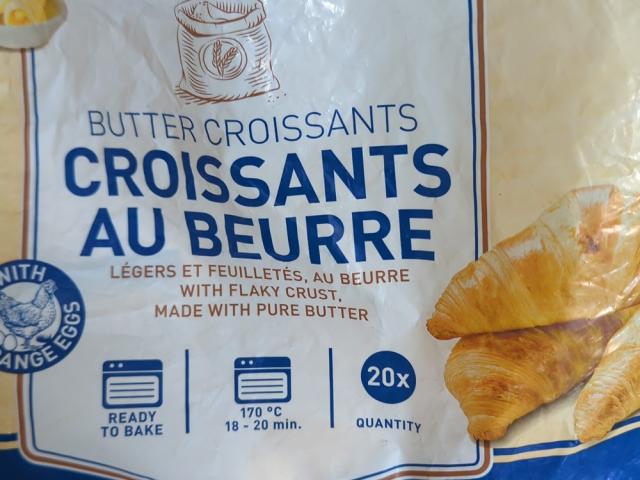 BUTTER CROISSANTS
CROISSANTS
AU BEURRE
LÉGERS ET FEUILLETÉS, AU BEURRE
WITH FLAKY CRUST,
MADE WITH PURE BUTTER
WITH
ANGE EGGS
READY
TO BAKE
170 °C
18 - 20 min.
20x
QUANTITY